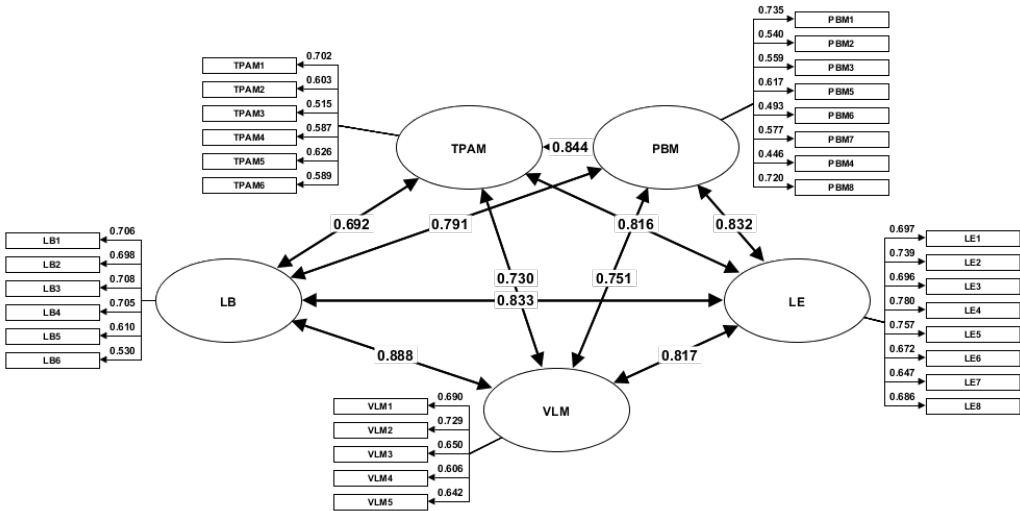 0.735
PBM1
0.540
PBM2
0.559
PBM3
0.617
PBM5
0.493
PBM6
0.577
PBM7
0.446
PBM4
0.720
PBM8
0.702
TPAM1
0.603
TPAM2
0.515
TPAM3
0.587
TPAM4
0.626
TPAM5
0.589
TPAM6
TPAM
0.844
PBM
0.692
0.791
0.816
0.832
0.706
LB1
0.698
LB2
0.708
LB3
0.705
LB4
0.610
LB5
0.530
LB6
LB
0.730
0.751
0.833
LE
0.697
LE1
0.739
LE2
0.696
LE3
0.780
LE4
0.757
LE5
0.672
LE6
0.647
LE7
0.686
LE8
0.888
0.817
VLM
0.690
VLM1
0.729
VLM2
0.650
VLM3
0.606
VLM4
0.642
VLM5